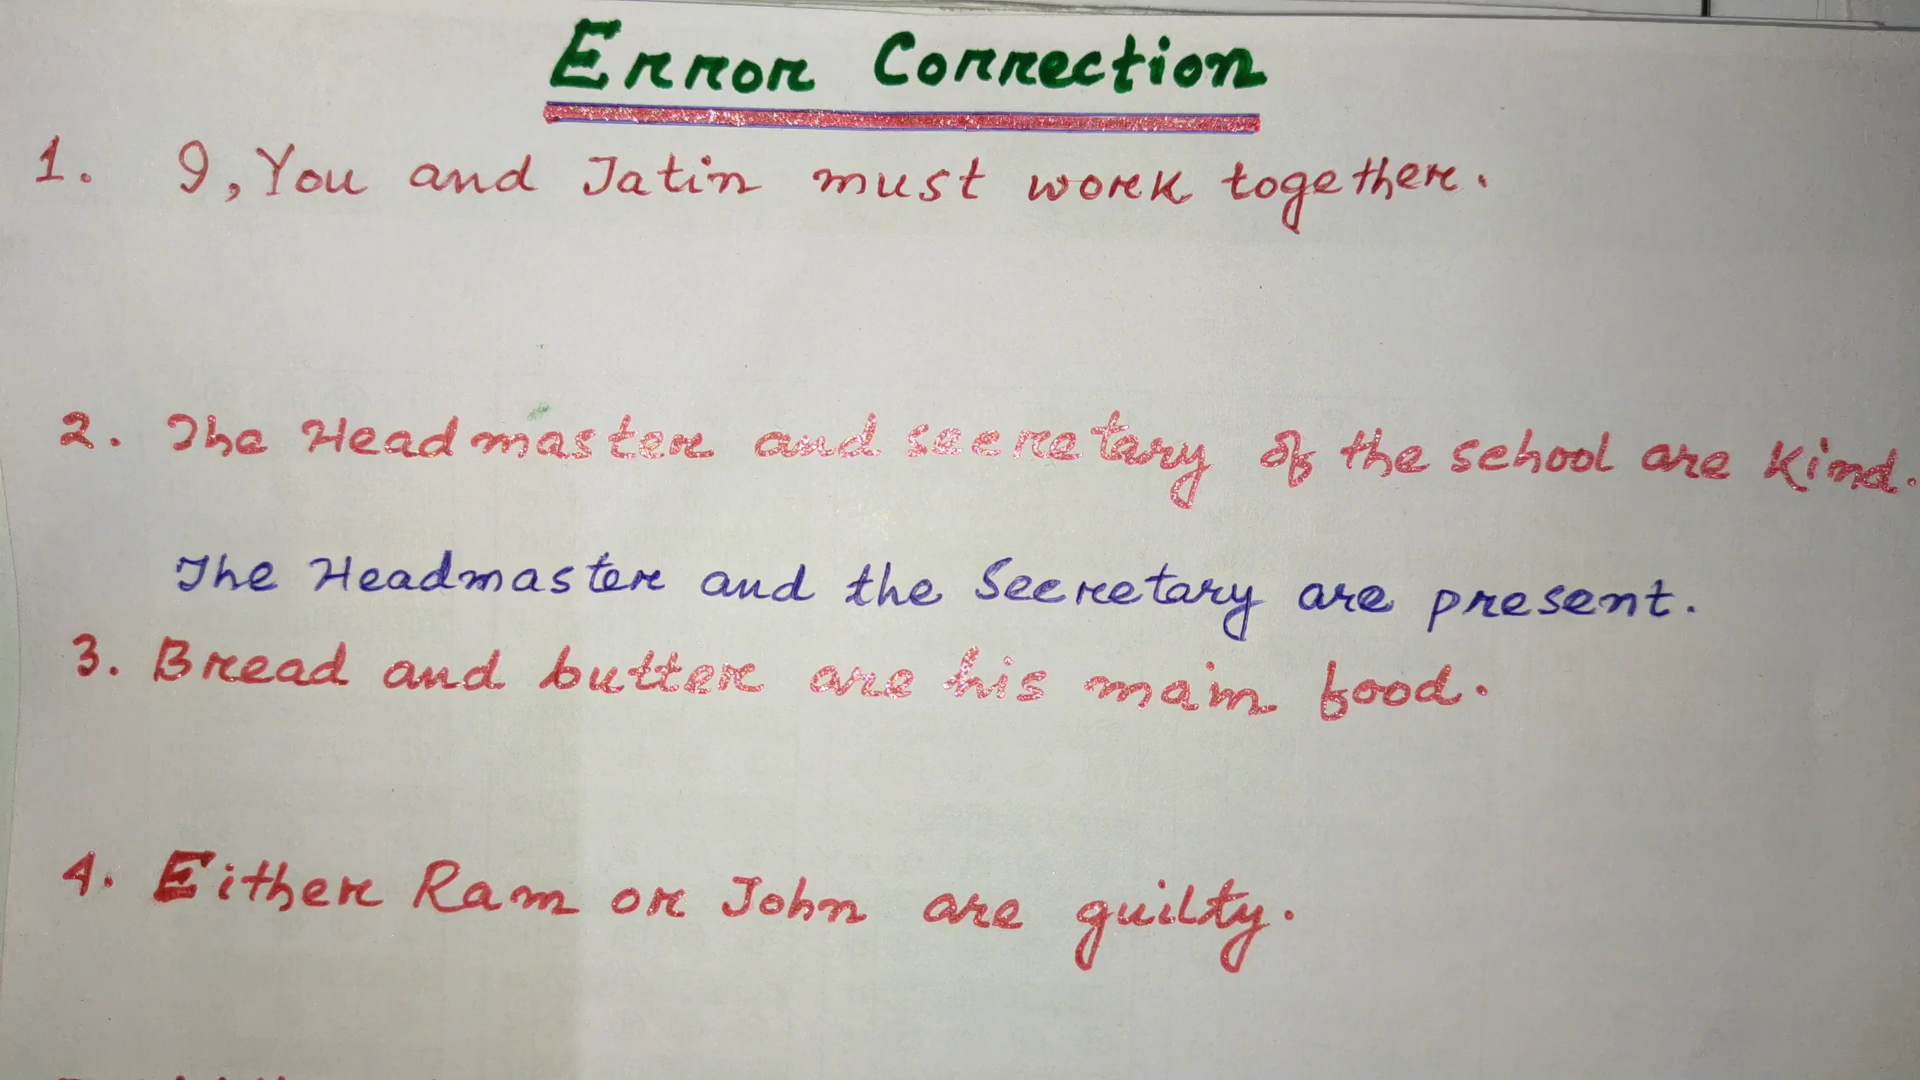 Error Correction
1. I, You and Jatin must work together.
2. The Headmaster and secretary of the school are kind.
The Headmaster and the Secretary are present.
3. Bread and butter are his main food.
4. Either Ram or John are guilty.